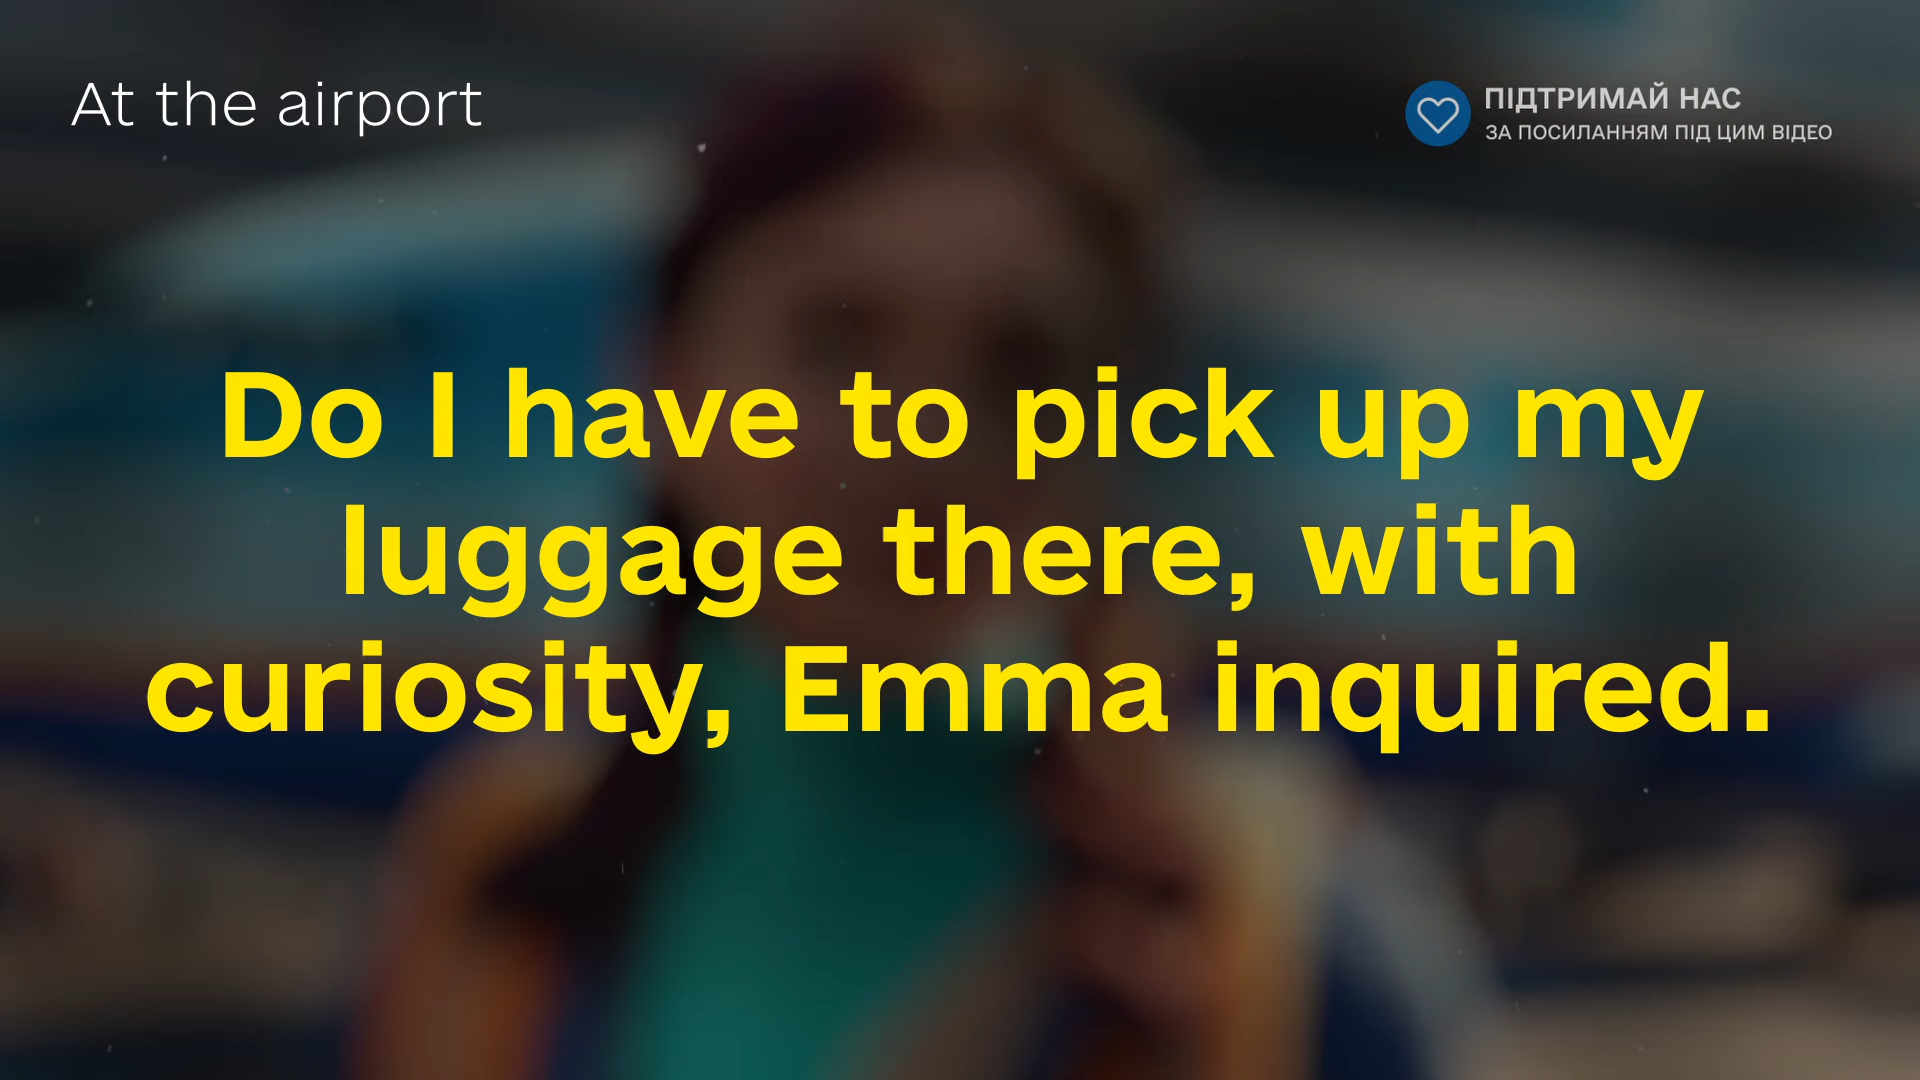 At the airport
ПІДТРИМАЙ НАС
ЗА ПОСИЛАННЯМ ПІД ЦИМ ВІДЕО
Do I have to pick up my
luggage there, with
curiosity, Emma inquired.